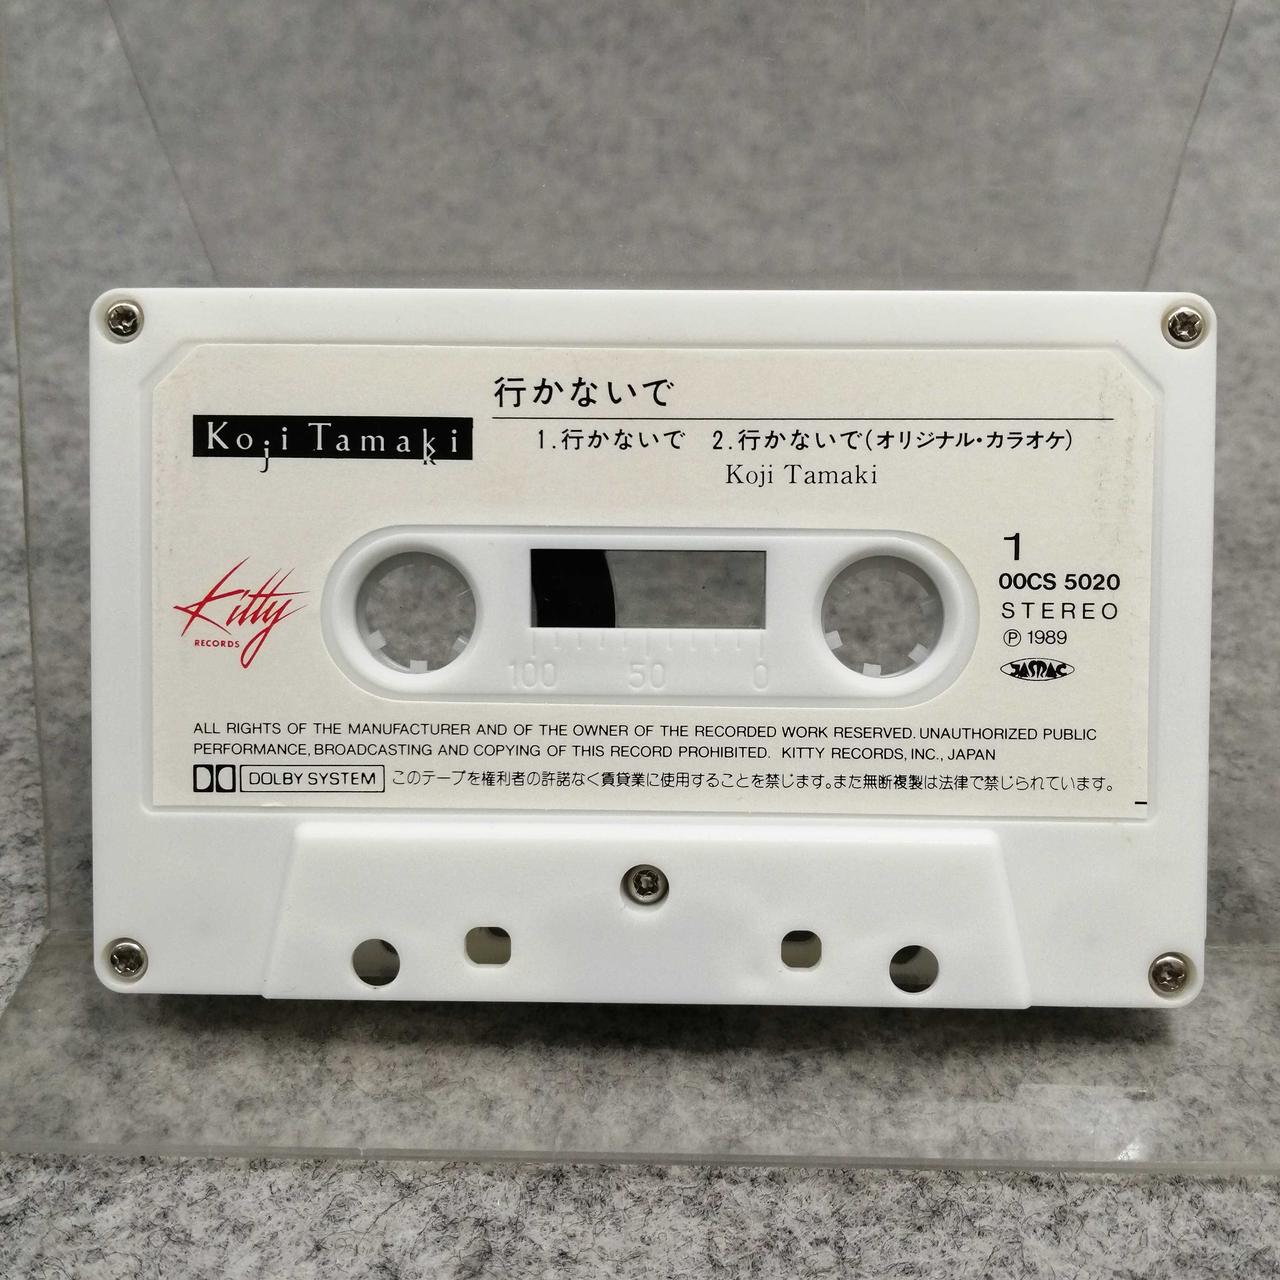 行かないで
Koji Tamaki
1.行かないで 2.行かないで(オリジナル・カラオケ)
Koji Tamaki
Kitty
RECORDS
1
00CS 5020
STEREO
Ⓟ 1989
JASRAC
100 50 0
ALL RIGHTS OF THE MANUFACTURER AND OF THE OWNER OF THE RECORDED WORK RESERVED. UNAUTHORIZED PUBLIC
PERFORMANCE, BROADCASTING AND COPYING OF THIS RECORD PROHIBITED. KITTY RECORDS, INC., JAPAN
DOLBY SYSTEM このテープを権利者の許諾なく賃貸業に使用することを禁じます。また無断複製は法律で禁じられています。